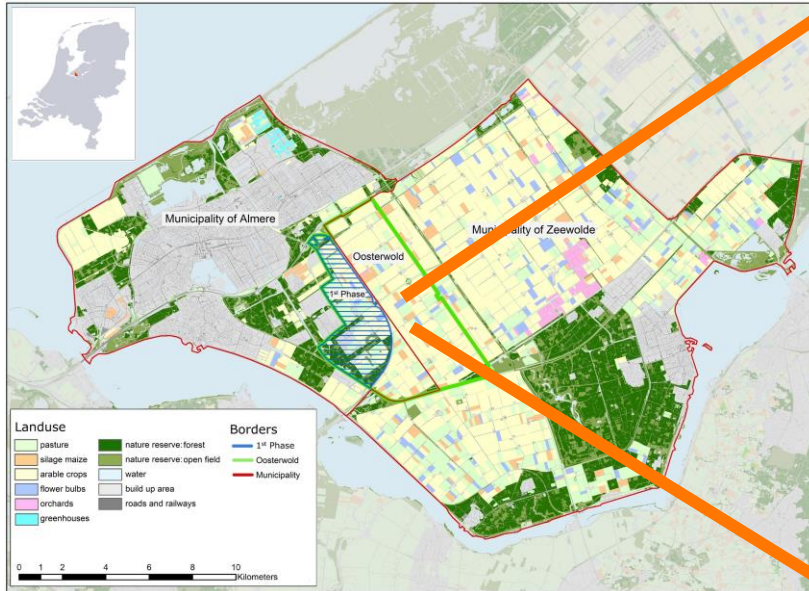 Municipality of Almere
Municipality of Zeewolde
Oosterwold
1st Phase
Landuse
pasture
silage maize
arable crops
flower bulbs
orchards
greenhouses
nature reserve: forest
nature reserve: open field
water
build up area
roads and railways
Borders
1st Phase
Oosterwold
Municipality
0 1 2 4 6 8 10
Kilometers